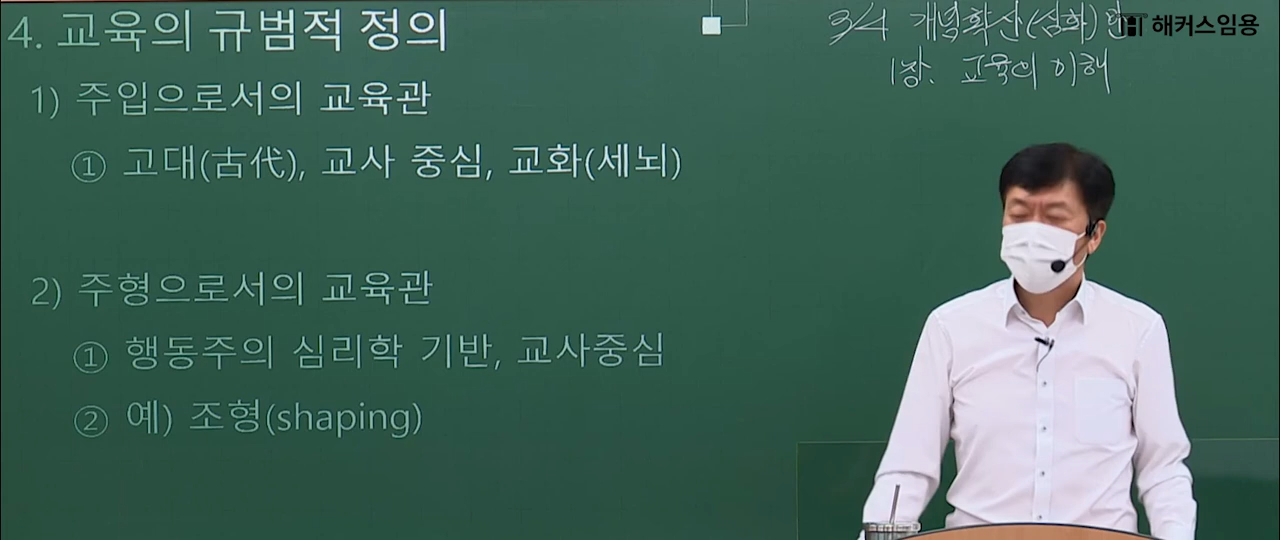 4. 교육의 규범적 정의
1) 주입으로서의 교육관
① 고대(古代), 교사 중심, 교화(세뇌)
2) 주형으로서의 교육관
① 행동주의 심리학 기반, 교사중심
② 예) 조형(shaping)
3/4 개념확산(심화)
1장. 교육의 이해
해커스임용